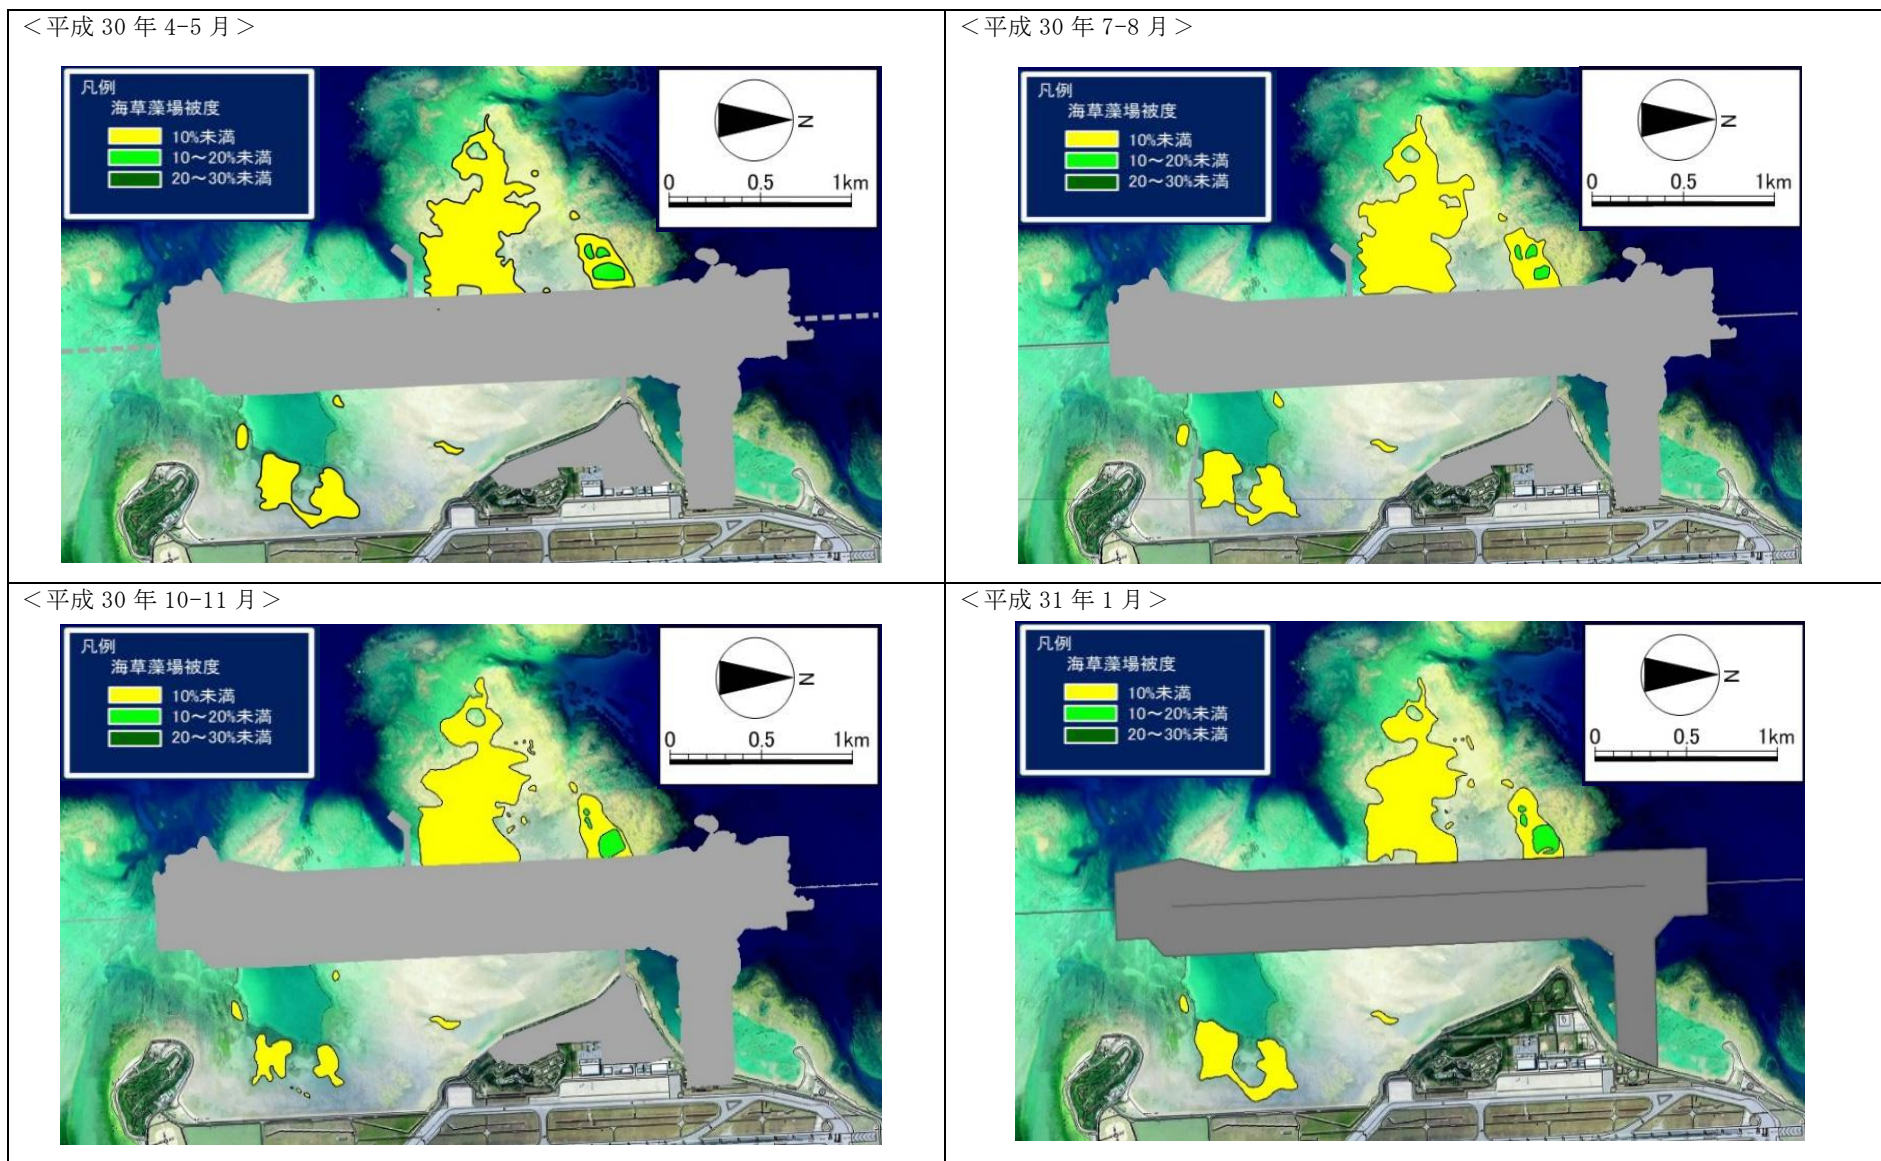 ＜平成 30 年 4-5 月＞
凡例
海草藻場被度
10%未満
10～20%未満
20～30%未満
N
0 0.5 1km
＜平成 30 年 7-8 月＞
凡例
海草藻場被度
10%未満
10～20%未満
20～30%未満
N
0 0.5 1km
＜平成 30 年 10-11 月＞
凡例
海草藻場被度
10%未満
10～20%未満
20～30%未満
N
0 0.5 1km
＜平成 31 年 1 月＞
凡例
海草藻場被度
10%未満
10～20%未満
20～30%未満
N
0 0.5 1km